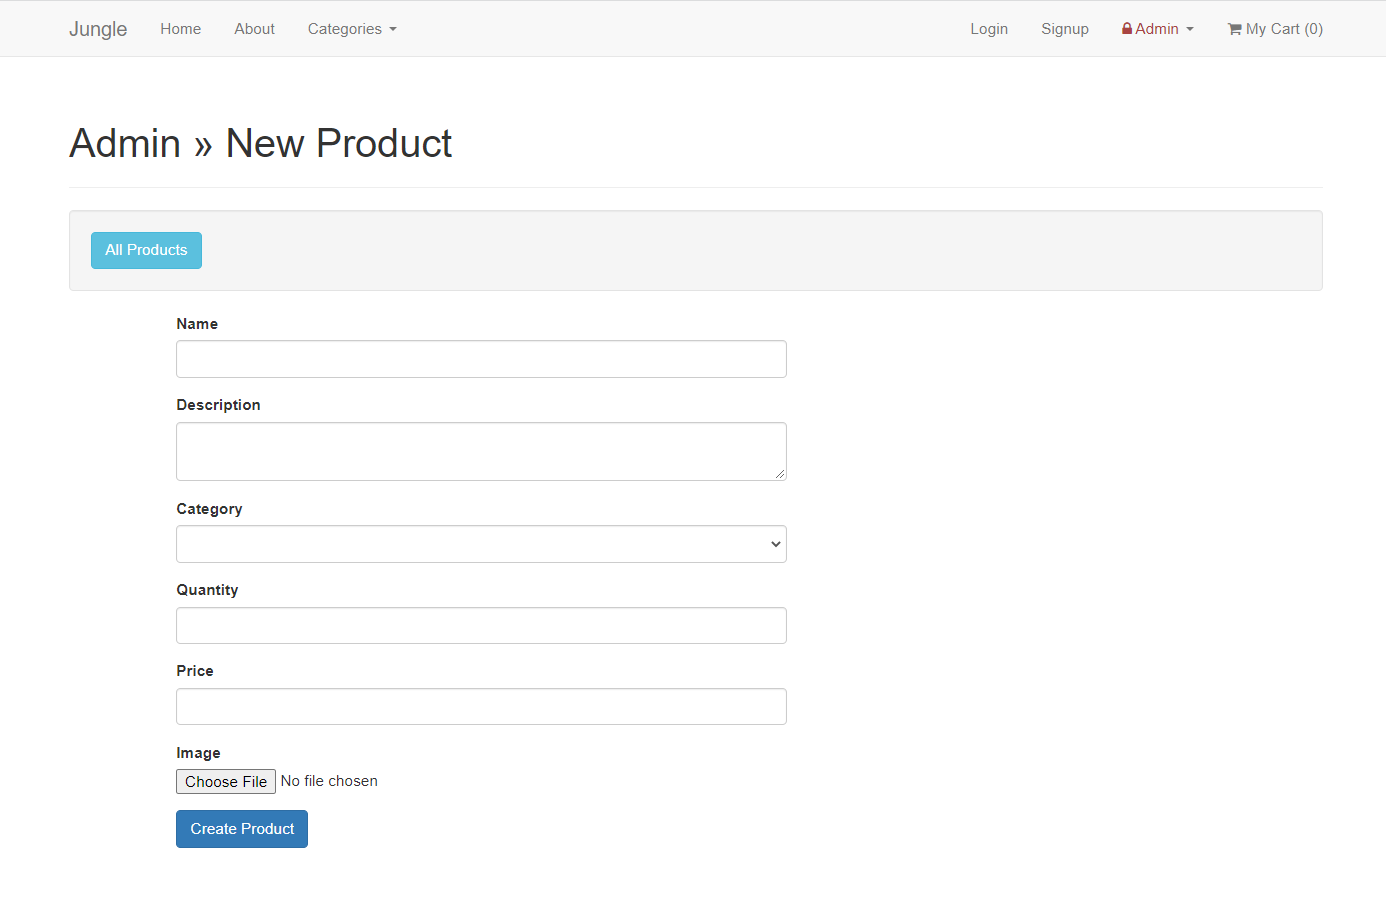 Jungle Home About Categories Login Signup Admin My Cart (0)
Admin » New Product
All Products
Name
Description
Category
Quantity
Price
Image
Choose File No file chosen
Create Product